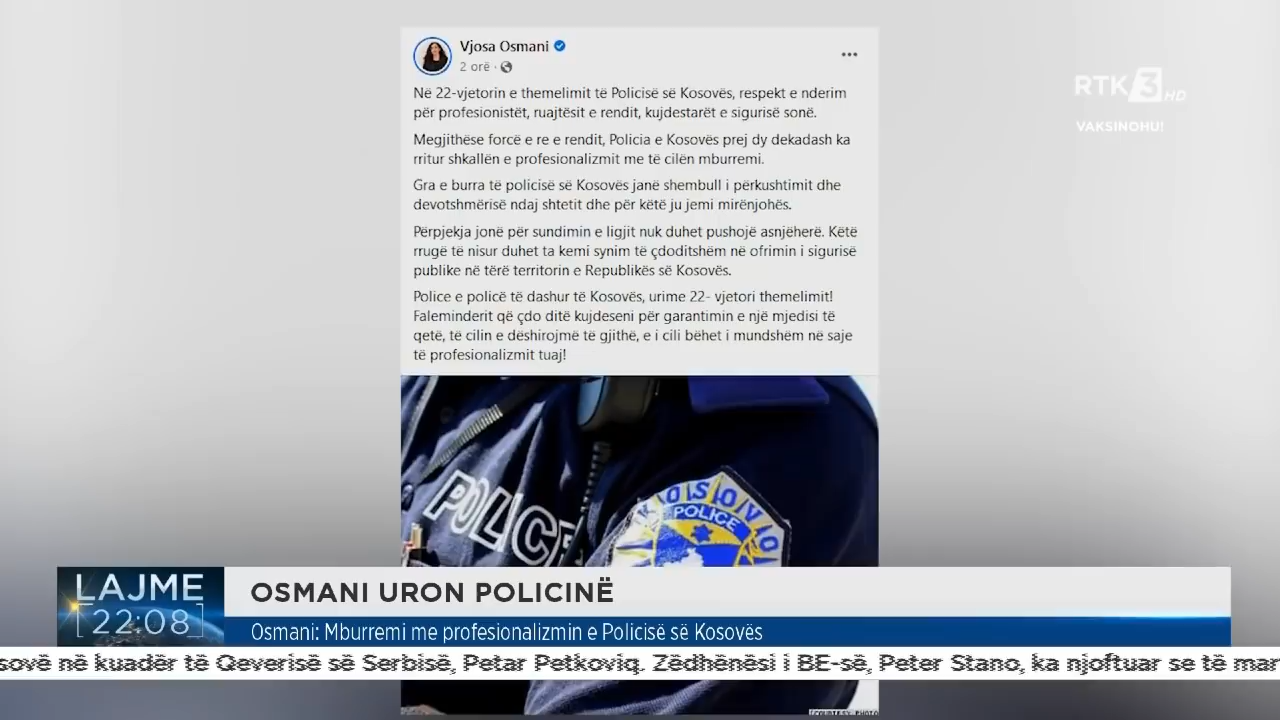 Vjosa Osmani
2 orë ·
Në 22-vjetorin e themelimit të Policisë së Kosovës, respekt e nderim
për profesionistët, ruajtësit e rendit, kujdestarët e sigurisë sonë.
Megjithëse forcë e re e rendit, Policia e Kosovës prej dy dekadash ka
rritur shkallën e profesionalizmit me të cilën mburremi.
Gra e burra të policisë së Kosovës janë shembull i përkushtimit dhe
devotshmërisë ndaj shtetit dhe për këtë ju jemi mirënjohës.
Përpjekja jonë për sundimin e ligjit nuk duhet pushojë asnjëherë. Këtë
rrugë të nisur duhet ta kemi synim të çdoditshëm në ofrimin i sigurisë
publike në tërë territorin e Republikës së Kosovës.
Police e policë të dashur të Kosovës, urime 22- vjetori themelimit!
Faleminderit që çdo ditë kujdeseni për garantimin e një mjedisi të
qetë, të cilin e dëshirojmë të gjithë, e i cili bëhet i mundshëm në saje
të profesionalizmit tuaj!
RTK 3 HD
VAKSINOHU!
POLICE
KOSOVO
POLICE
LAJME
22:08
OSMANI URON POLICINË
Osmani: Mburremi me profesionalizmin e Policisë së Kosovës
sovë në kuadër të Qeverisë së Serbisë, Petar Petkoviq. Zëdhënësi i BE-së, Peter Stano, ka njoftuar se të mar
(COURTESY PHOTO